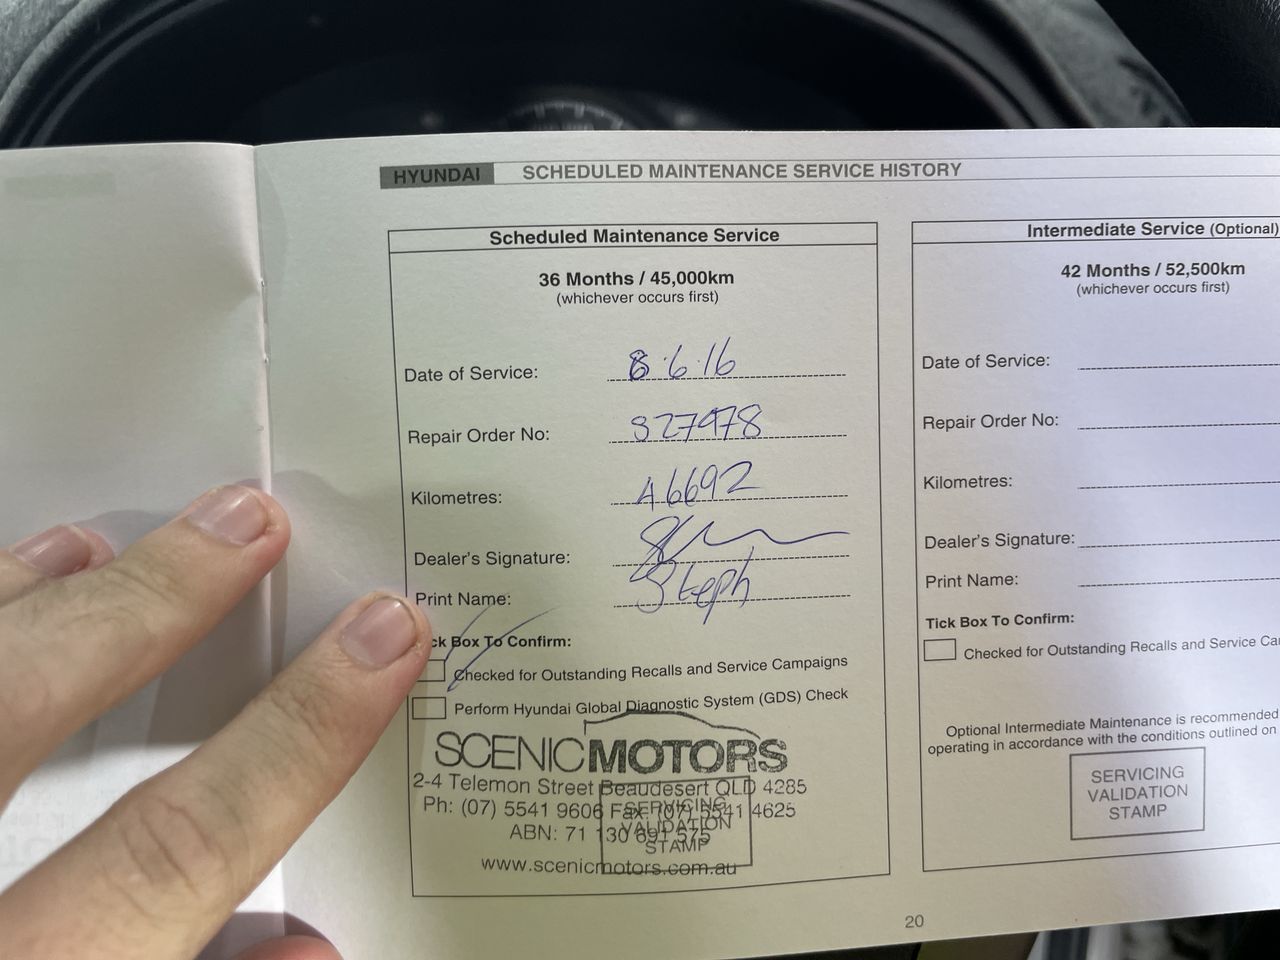 HYUNDAI SCHEDULED MAINTENANCE SERVICE HISTORY
Scheduled Maintenance Service
36 Months / 45,000km
(whichever occurs first)
Date of Service: 8.6.16
Repair Order No: 327478
Kilometres: 46692
Dealer's Signature:
Print Name: Steph
ck Box To Confirm:
Checked for Outstanding Recalls and Service Campaigns
Perform Hyundai Global Diagnostic System (GDS) Check
SCENICMOTORS
2-4 Telemon Street Beaudesert QLD 4285
Ph: (07) 5541 9606 Fax: (07) 5541 4625
ABN: 71 130 691 575
www.scenicmotors.com.au
SERVICING
VALIDATION
STAMP
Intermediate Service (Optional)
42 Months / 52,500km
(whichever occurs first)
Date of Service:
Repair Order No:
Kilometres:
Dealer's Signature:
Print Name:
Tick Box To Confirm:
Checked for Outstanding Recalls and Service Ca
Optional Intermediate Maintenance is recommended
operating in accordance with the conditions outlined on
SERVICING
VALIDATION
STAMP
20